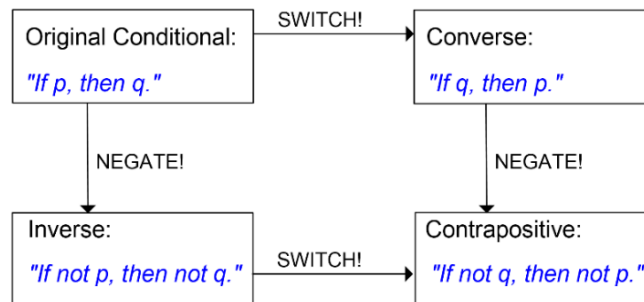 Original Conditional:
"If p, then q."
SWITCH!
Converse:
"If q, then p."
NEGATE!
NEGATE!
Inverse:
"If not p, then not q."
SWITCH!
Contrapositive:
"If not q, then not p."